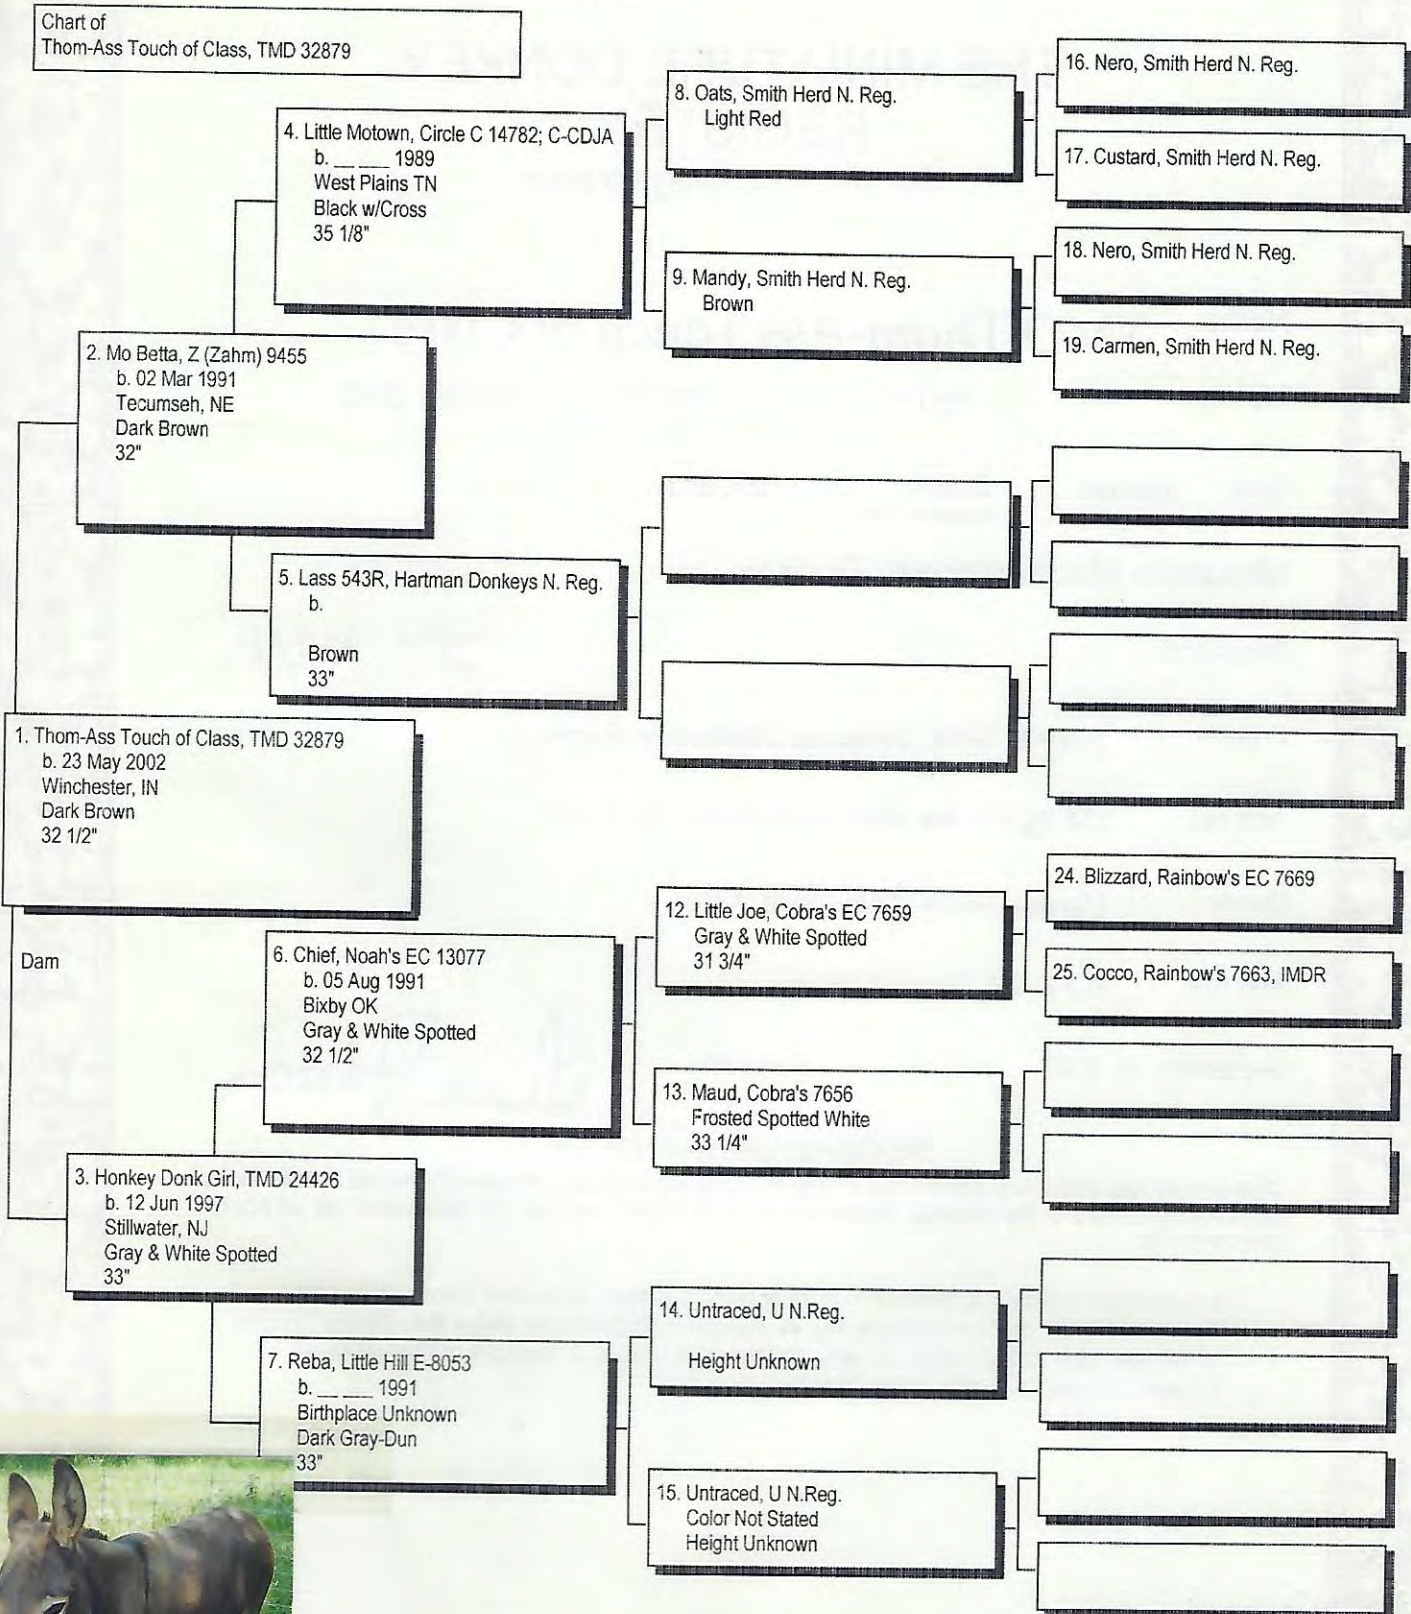 Chart of
Thom-Ass Touch of Class, TMD 32879
1. Thom-Ass Touch of Class, TMD 32879
b. 23 May 2002
Winchester, IN
Dark Brown
32 1/2"
Dam
2. Mo Betta, Z (Zahm) 9455
b. 02 Mar 1991
Tecumseh, NE
Dark Brown
32"
3. Honkey Donk Girl, TMD 24426
b. 12 Jun 1997
Stillwater, NJ
Gray & White Spotted
33"
4. Little Motown, Circle C 14782; C-CDJA
b. __ ___ 1989
West Plains TN
Black w/Cross
35 1/8"
5. Lass 543R, Hartman Donkeys N. Reg.
b.
Brown
33"
6. Chief, Noah's EC 13077
b. 05 Aug 1991
Bixby OK
Gray & White Spotted
32 1/2"
7. Reba, Little Hill E-8053
b. __ ___ 1991
Birthplace Unknown
Dark Gray-Dun
33"
8. Oats, Smith Herd N. Reg.
Light Red
9. Mandy, Smith Herd N. Reg.
Brown
12. Little Joe, Cobra's EC 7659
Gray & White Spotted
31 3/4"
13. Maud, Cobra's 7656
Frosted Spotted White
33 1/4"
14. Untraced, U N.Reg.
Height Unknown
15. Untraced, U N.Reg.
Color Not Stated
Height Unknown
16. Nero, Smith Herd N. Reg.
17. Custard, Smith Herd N. Reg.
18. Nero, Smith Herd N. Reg.
19. Carmen, Smith Herd N. Reg.
24. Blizzard, Rainbow's EC 7669
25. Cocco, Rainbow's 7663, IMDR